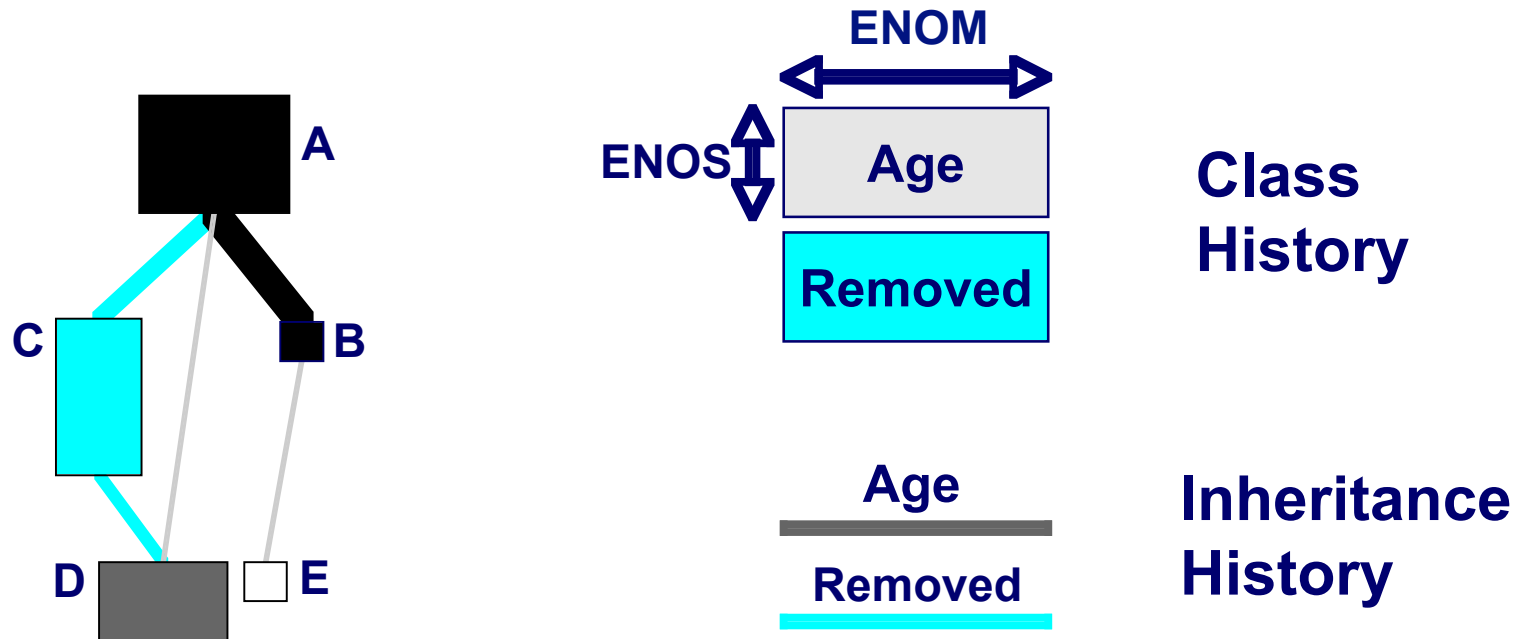 A
C
B
D
E
ENOM
ENOS
Age
Removed
Class
History
Age
Removed
Inheritance
History